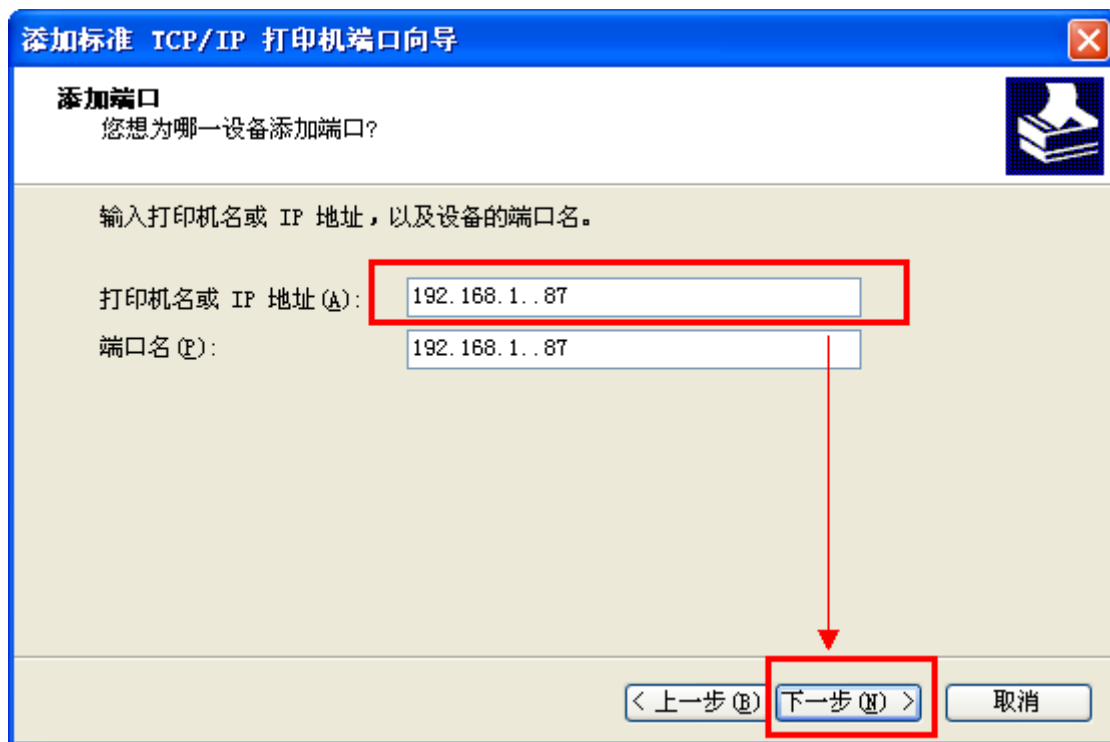 添加标准 TCP/IP 打印机端口向导
添加端口
您想为哪一设备添加端口?
输入打印机名或 IP 地址,以及设备的端口名。
打印机名或 IP 地址(A): 192.168.1..87
端口名(P): 192.168.1..87
< 上一步(B) 下一步(N) > 取消